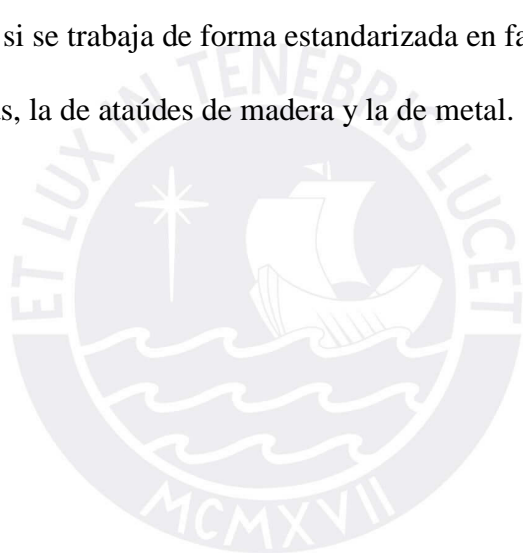 si se trabaja de forma estandarizada en fa
s, la de ataúdes de madera y la de metal.
ET LUX IN TENEBRIS LUCET
MCMXVII